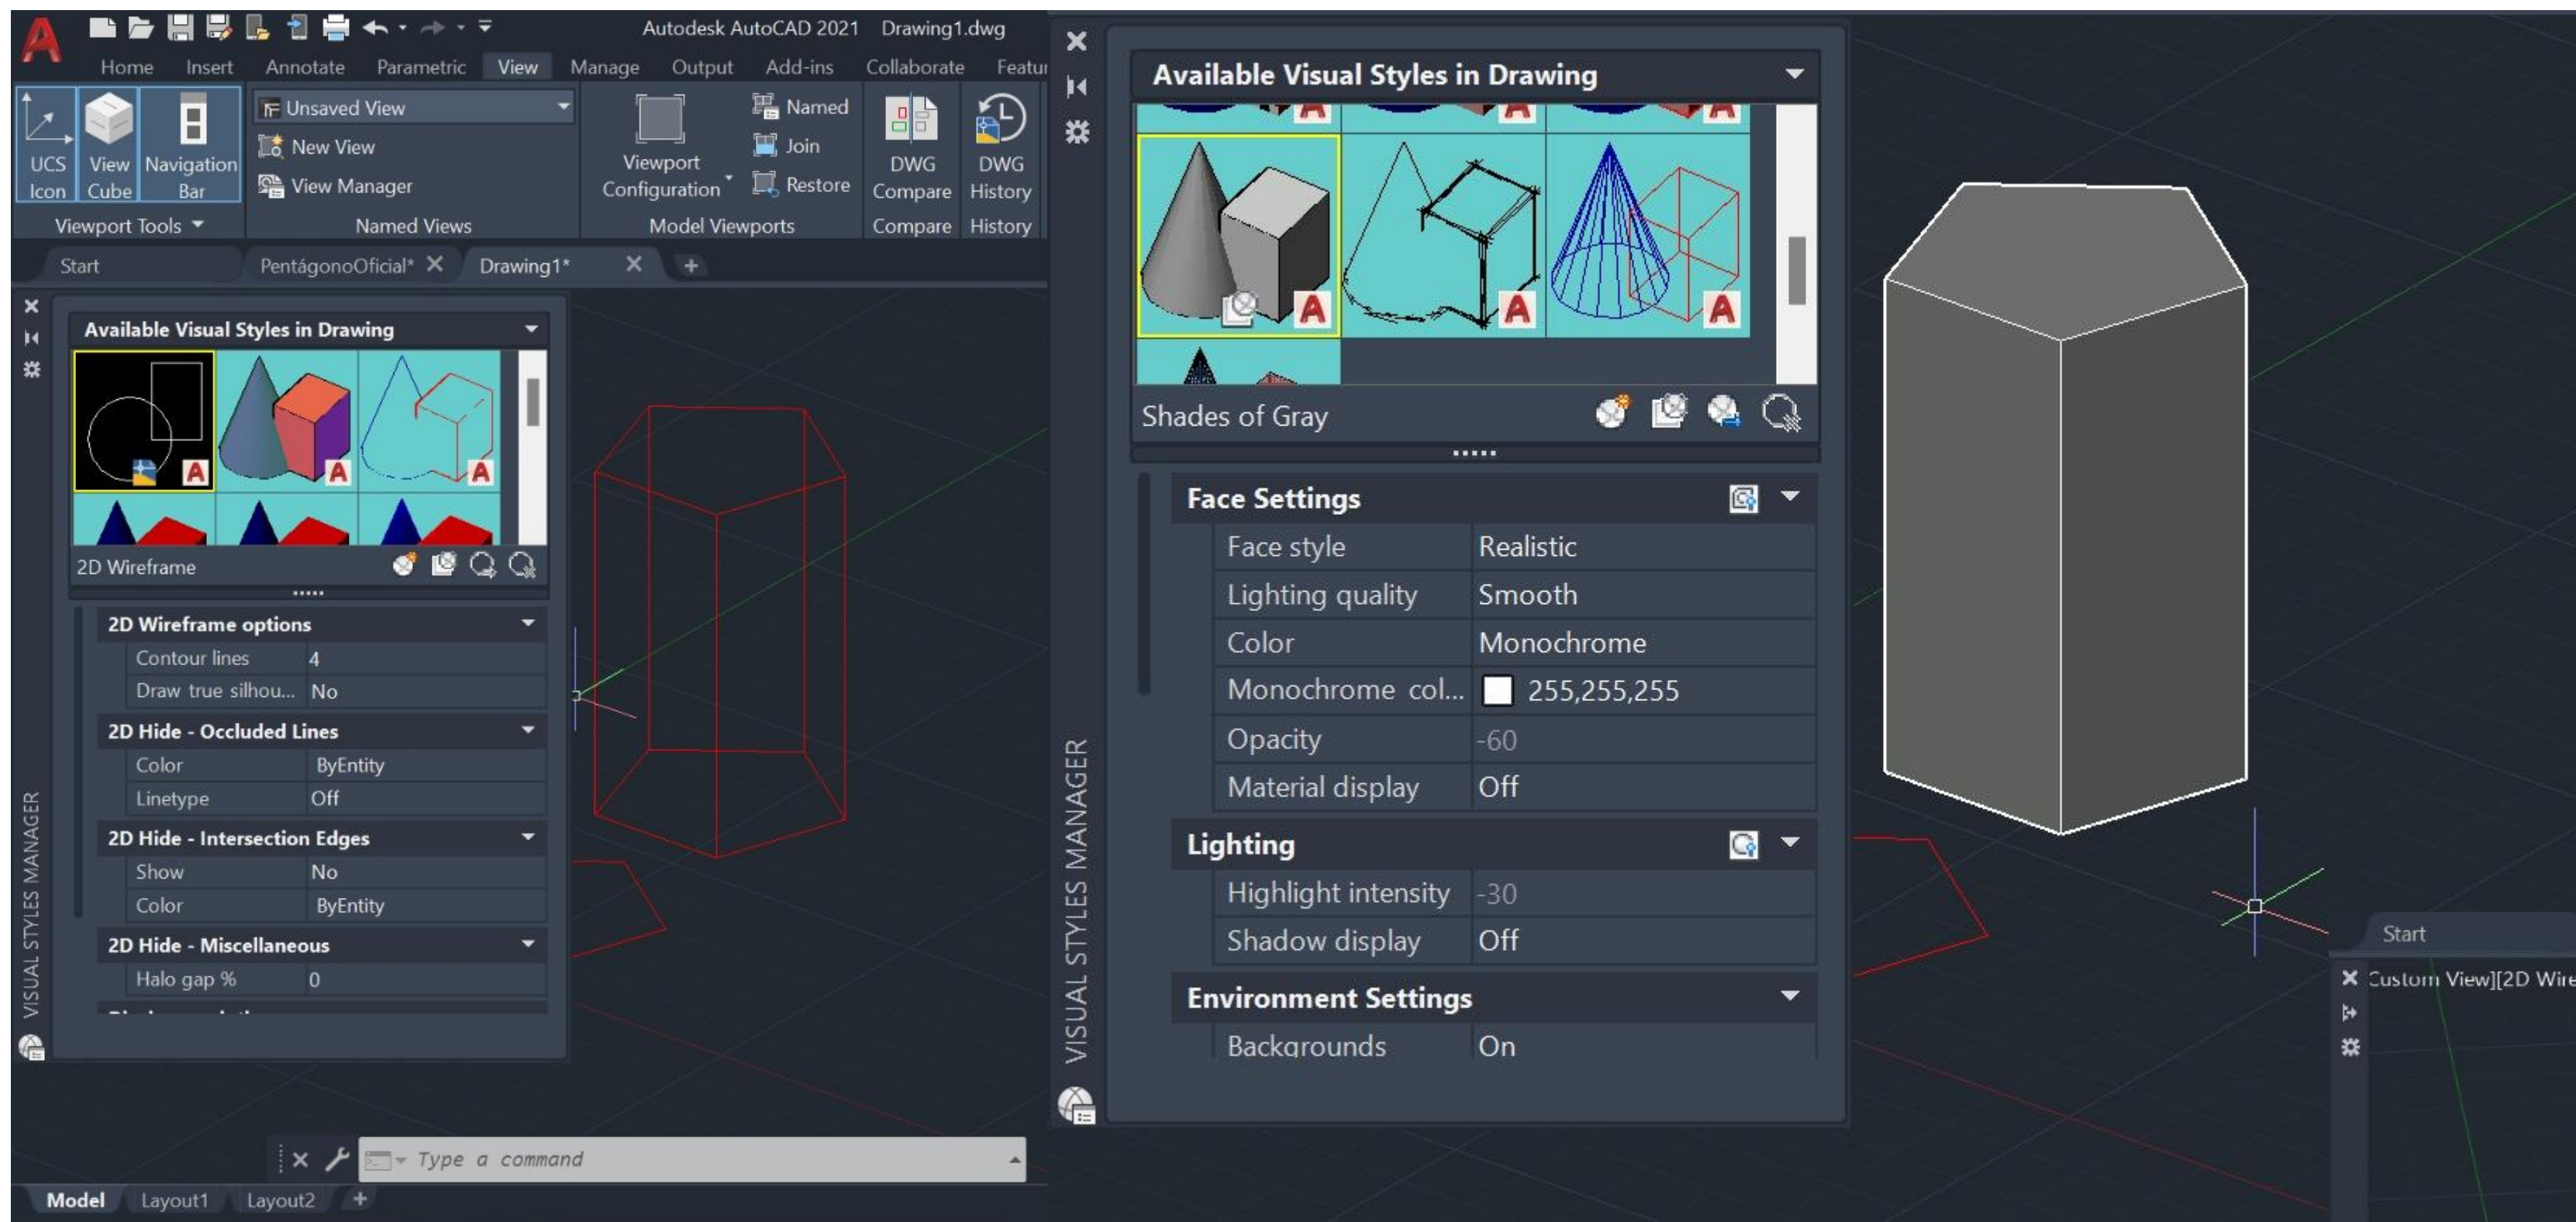 Autodesk AutoCAD 2021 Drawing1.dwg
Home Insert Annotate Parametric View Manage Output Add-ins Collaborate Featur
UCS Icon
View Cube
Navigation Bar
Viewport Tools
Unsaved View
New View
View Manager
Named Views
Viewport Configuration
Named
Join
Restore
Model Viewports
DWG Compare
Compare
DWG History
History
Start PentágonoOficial* Drawing1*
Available Visual Styles in Drawing
2D Wireframe
2D Wireframe options
Contour lines 4
Draw true silhou... No
2D Hide - Occluded Lines
Color ByEntity
Linetype Off
2D Hide - Intersection Edges
Show No
Color ByEntity
2D Hide - Miscellaneous
Halo gap % 0
VISUAL STYLES MANAGER
Type a command
Model Layout1 Layout2
Available Visual Styles in Drawing
Shades of Gray
Face Settings
Face style Realistic
Lighting quality Smooth
Color Monochrome
Monochrome col... 255,255,255
Opacity -60
Material display Off
Lighting
Highlight intensity -30
Shadow display Off
Environment Settings
Backgrounds On
VISUAL STYLES MANAGER
Start
Custom View][2D Wire